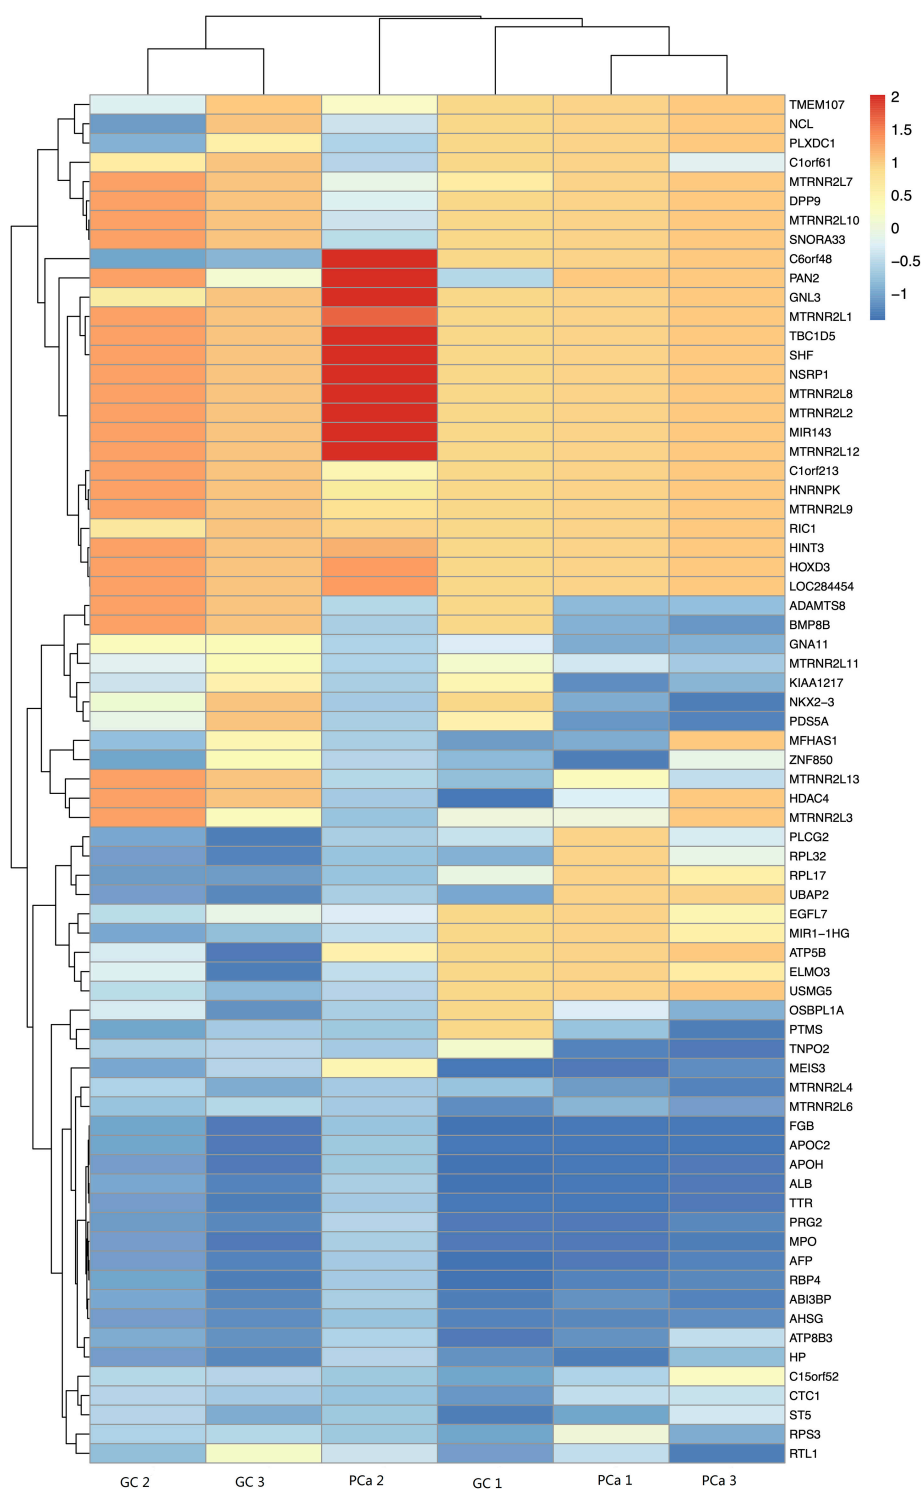 TMEM107
NCL
PLXDC1
C1orf61
MTRNR2L7
DPP9
MTRNR2L10
SNORA33
C6orf48
PAN2
GNL3
MTRNR2L1
TBC1D5
SHF
NSRP1
MTRNR2L8
MTRNR2L2
MIR143
MTRNR2L12
C1orf213
HNRNPK
MTRNR2L9
RIC1
HINT3
HOXD3
LOC284454
ADAMTS8
BMP8B
GNA11
MTRNR2L11
KIAA1217
NKX2−3
PDS5A
MFHAS1
ZNF850
MTRNR2L13
HDAC4
MTRNR2L3
PLCG2
RPL32
RPL17
UBAP2
EGFL7
MIR1−1HG
ATP5B
ELMO3
USMG5
OSBPL1A
PTMS
TNPO2
MEIS3
MTRNR2L4
MTRNR2L6
FGB
APOC2
APOH
ALB
TTR
PRG2
MPO
AFP
RBP4
ABI3BP
AHSG
ATP8B3
HP
C15orf52
CTC1
ST5
RPS3
RTL1
2
1.5
1
0.5
0
−0.5
−1
GC 2 GC 3 PCa 2 GC 1 PCa 1 PCa 3